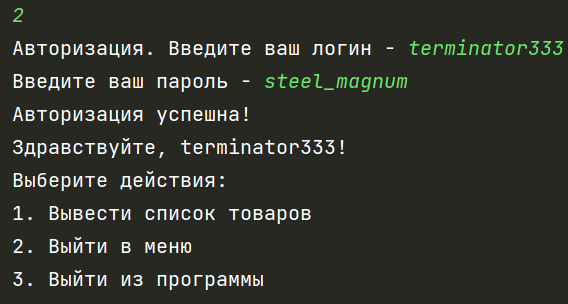 2
Авторизация. Введите ваш логин - terminator333
Введите ваш пароль - steel_magnum
Авторизация успешна!
Здравствуйте, terminator333!
Выберите действия:
1. Вывести список товаров
2. Выйти в меню
3. Выйти из программы